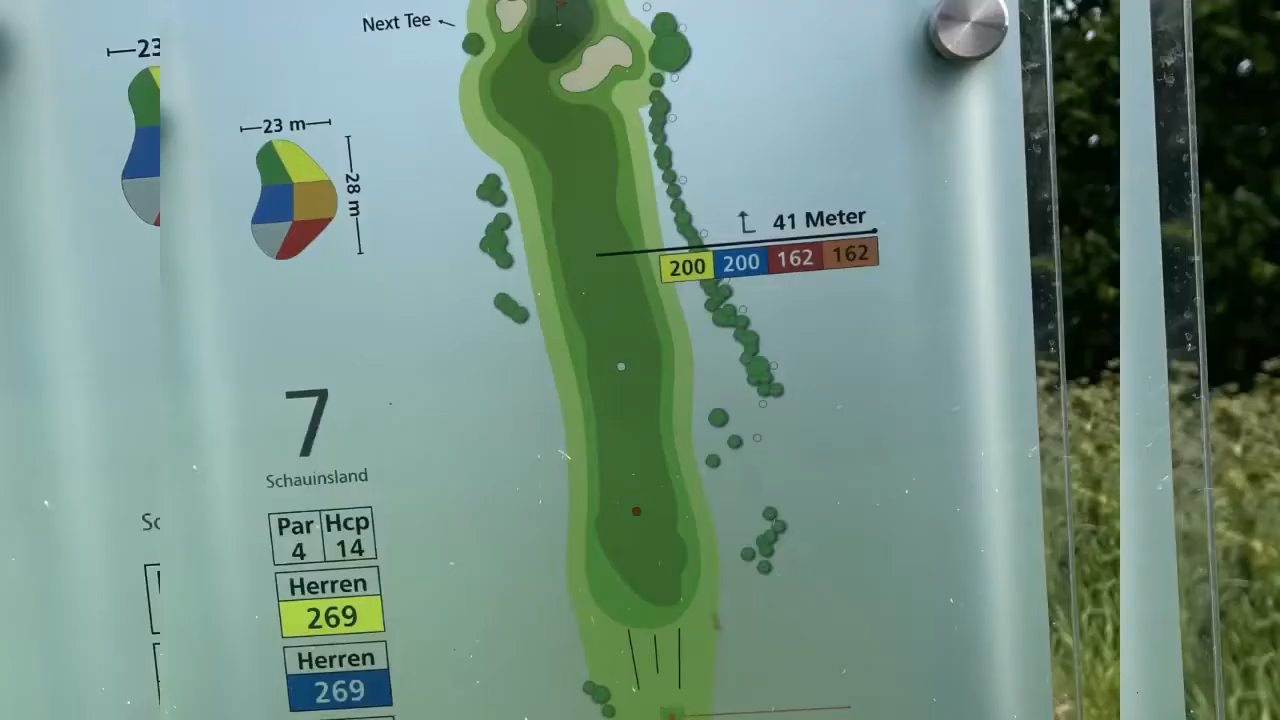 Next Tee
23
23 m
28 m
41 Meter
200 200 162 162
7
Schauinsland
Par Hcp
4 14
Herren
269
Herren
269